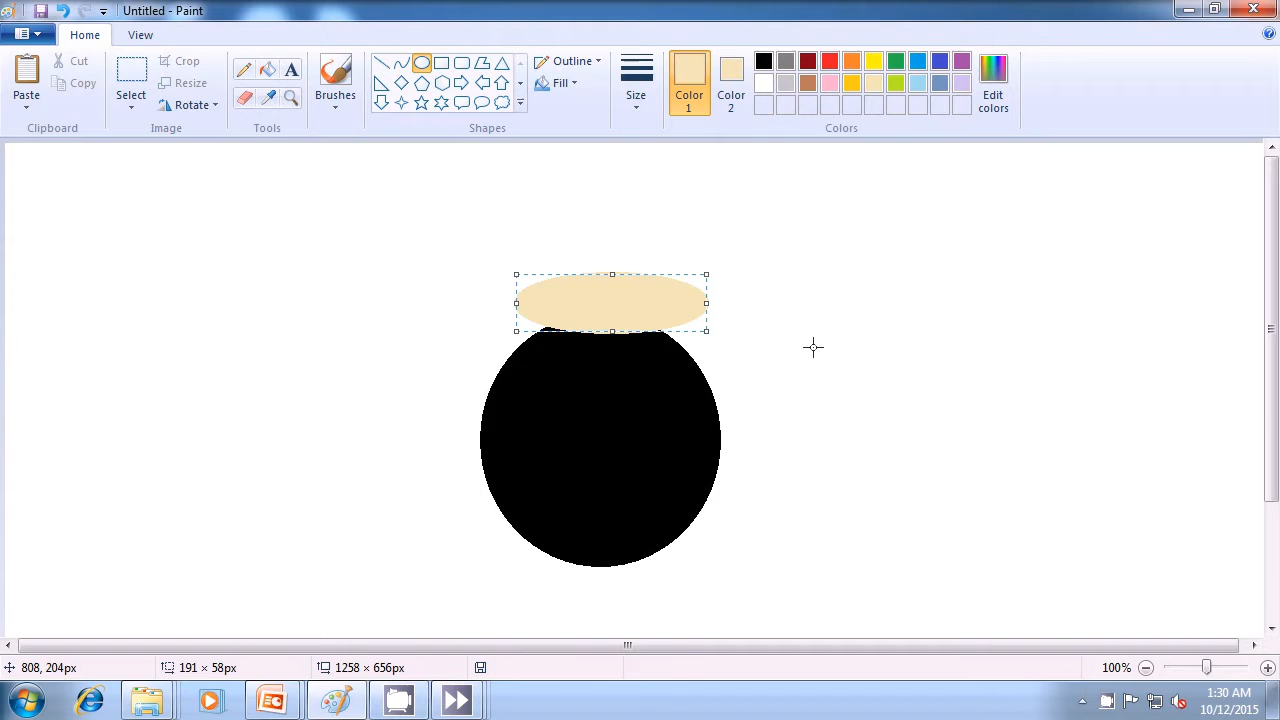 Untitled - Paint
Home View
Paste
Cut
Copy
Clipboard
Select
Crop
Resize
Rotate
Image
A
Tools
Brushes
Outline
Fill
Shapes
Size
Color 1
Color 2
Edit colors
Colors
808, 204px 191 × 58px 1258 × 656px 100%
1:30 AM
10/12/2015